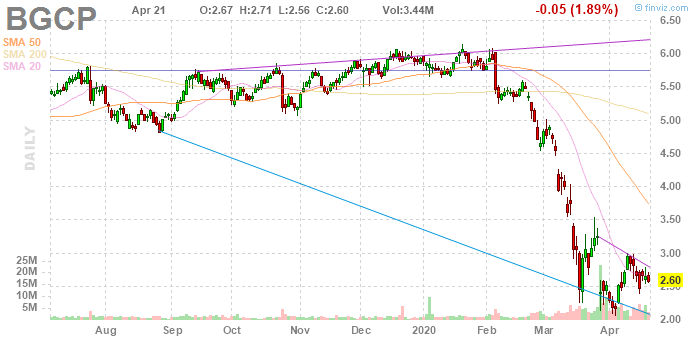 BGCP
Apr 21 O:2.67 H:2.71 L:2.56 C:2.60 Vol:3.44M -0.05 (1.89%)
© finviz.com
SMA 50
SMA 200
SMA 20
DAILY
6.50
6.00
5.50
5.00
4.50
4.00
3.50
3.00
2.60
2.50
2.00
25M
20M
15M
10M
5M
Aug Sep Oct Nov Dec 2020 Feb Mar Apr